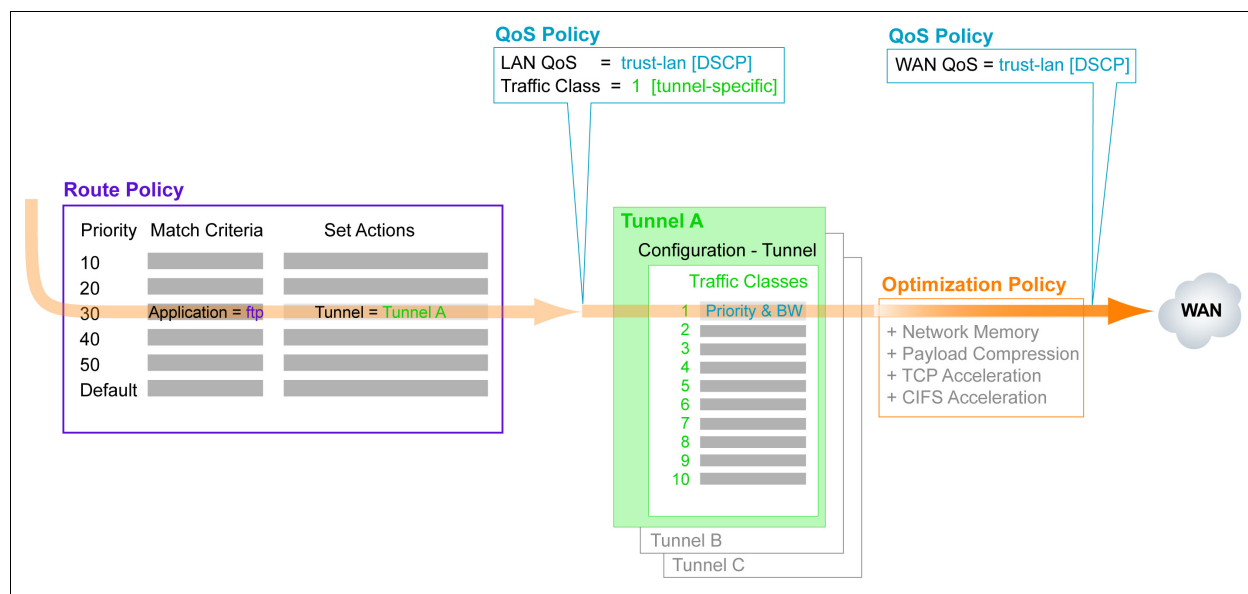 QoS Policy
LAN QoS = trust-lan [DSCP]
Traffic Class = 1 [tunnel-specific]
QoS Policy
WAN QoS = trust-lan [DSCP]
Route Policy
Priority Match Criteria Set Actions
10
20
30 Application = ftp Tunnel = Tunnel A
40
50
Default
Tunnel A
Configuration - Tunnel
Traffic Classes
1 Priority & BW
2
3
4
5
6
7
8
9
10
Tunnel B
Tunnel C
Optimization Policy
+ Network Memory
+ Payload Compression
+ TCP Acceleration
+ CIFS Acceleration
WAN